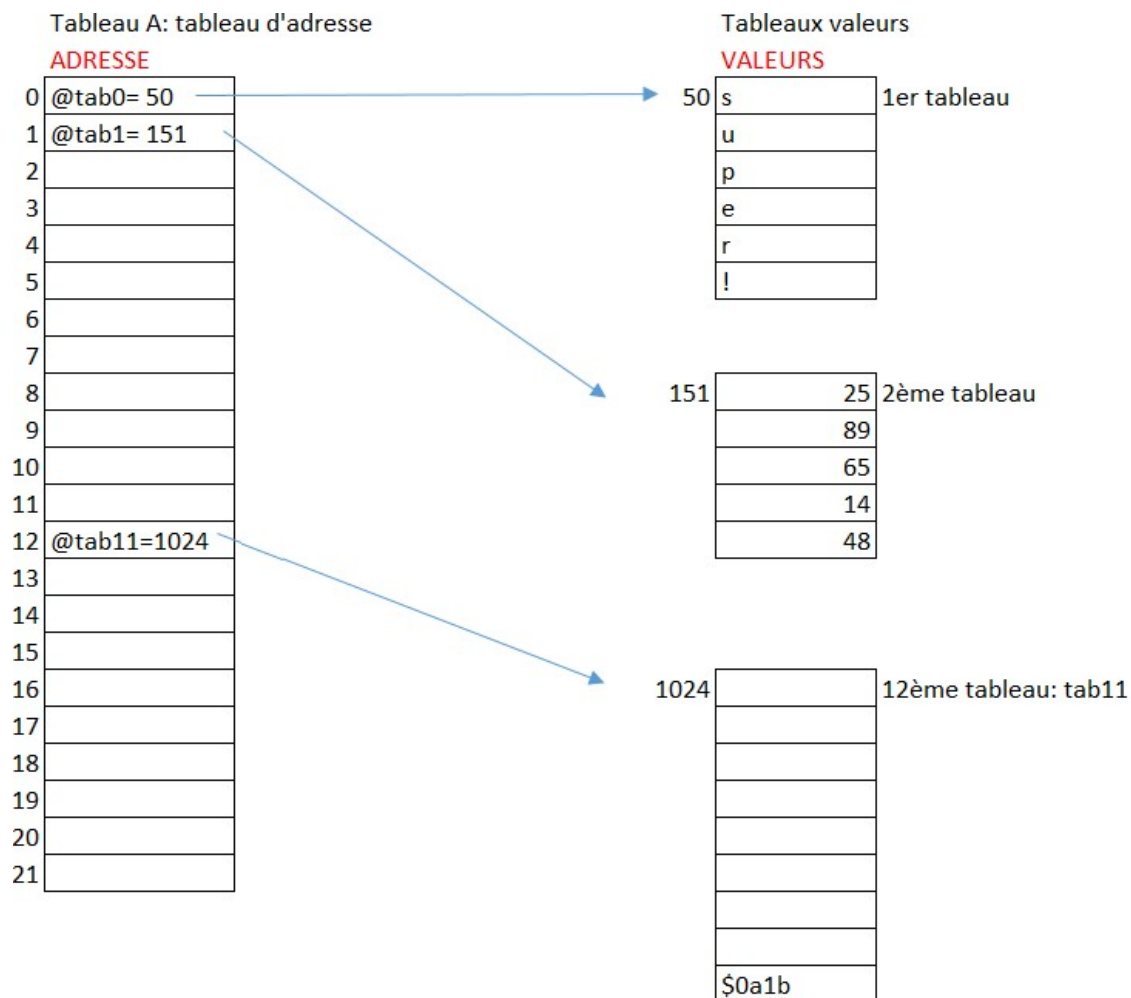 Tableau A: tableau d'adresse
ADRESSE
0 @tab0= 50
1 @tab1= 151
2
3
4
5
6
7
8
9
10
11
12 @tab11=1024
13
14
15
16
17
18
19
20
21
Tableaux valeurs
VALEURS
50 s 1er tableau
u
p
e
r
!
151 25 2ème tableau
89
65
14
48
1024 12ème tableau: tab11
$0a1b